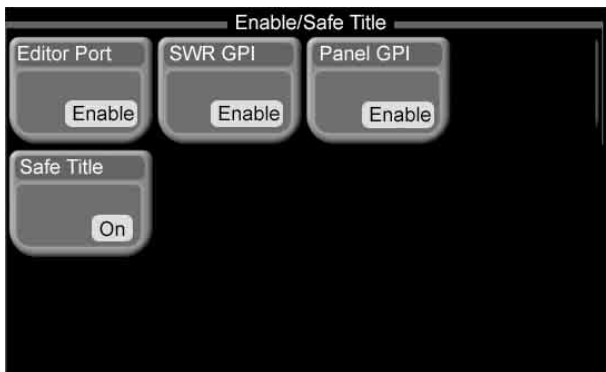 Enable/Safe Title
Editor Port
SWR GPI
Panel GPI
Enable
Enable
Enable
Safe Title
On